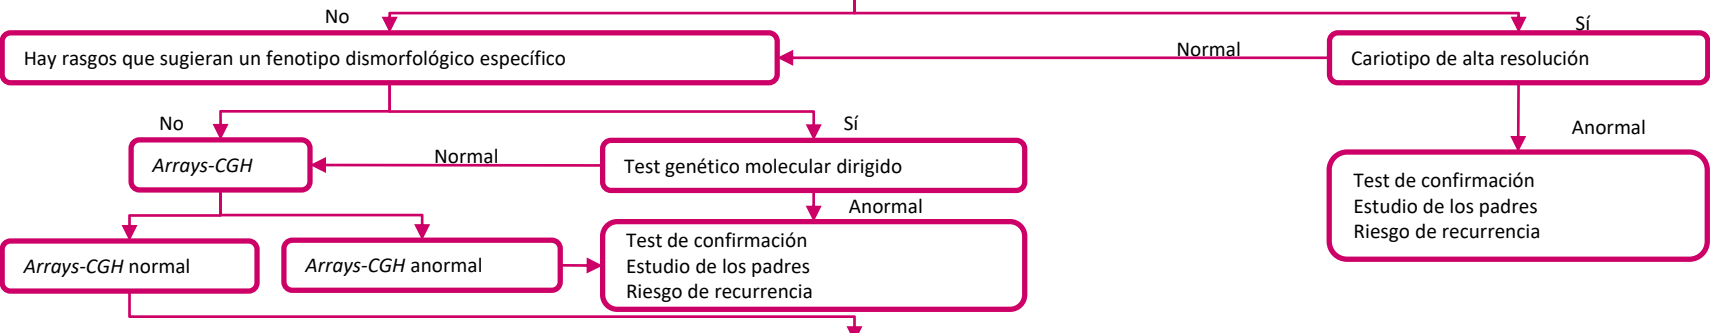 No
Sí
Hay rasgos que sugieran un fenotipo dismorfológico específico
Normal
Cariotipo de alta resolución
No
Sí
Anormal
Arrays-CGH
Normal
Test genético molecular dirigido
Test de confirmación
Estudio de los padres
Riesgo de recurrencia
Anormal
Arrays-CGH normal
Arrays-CGH anormal
Test de confirmación
Estudio de los padres
Riesgo de recurrencia